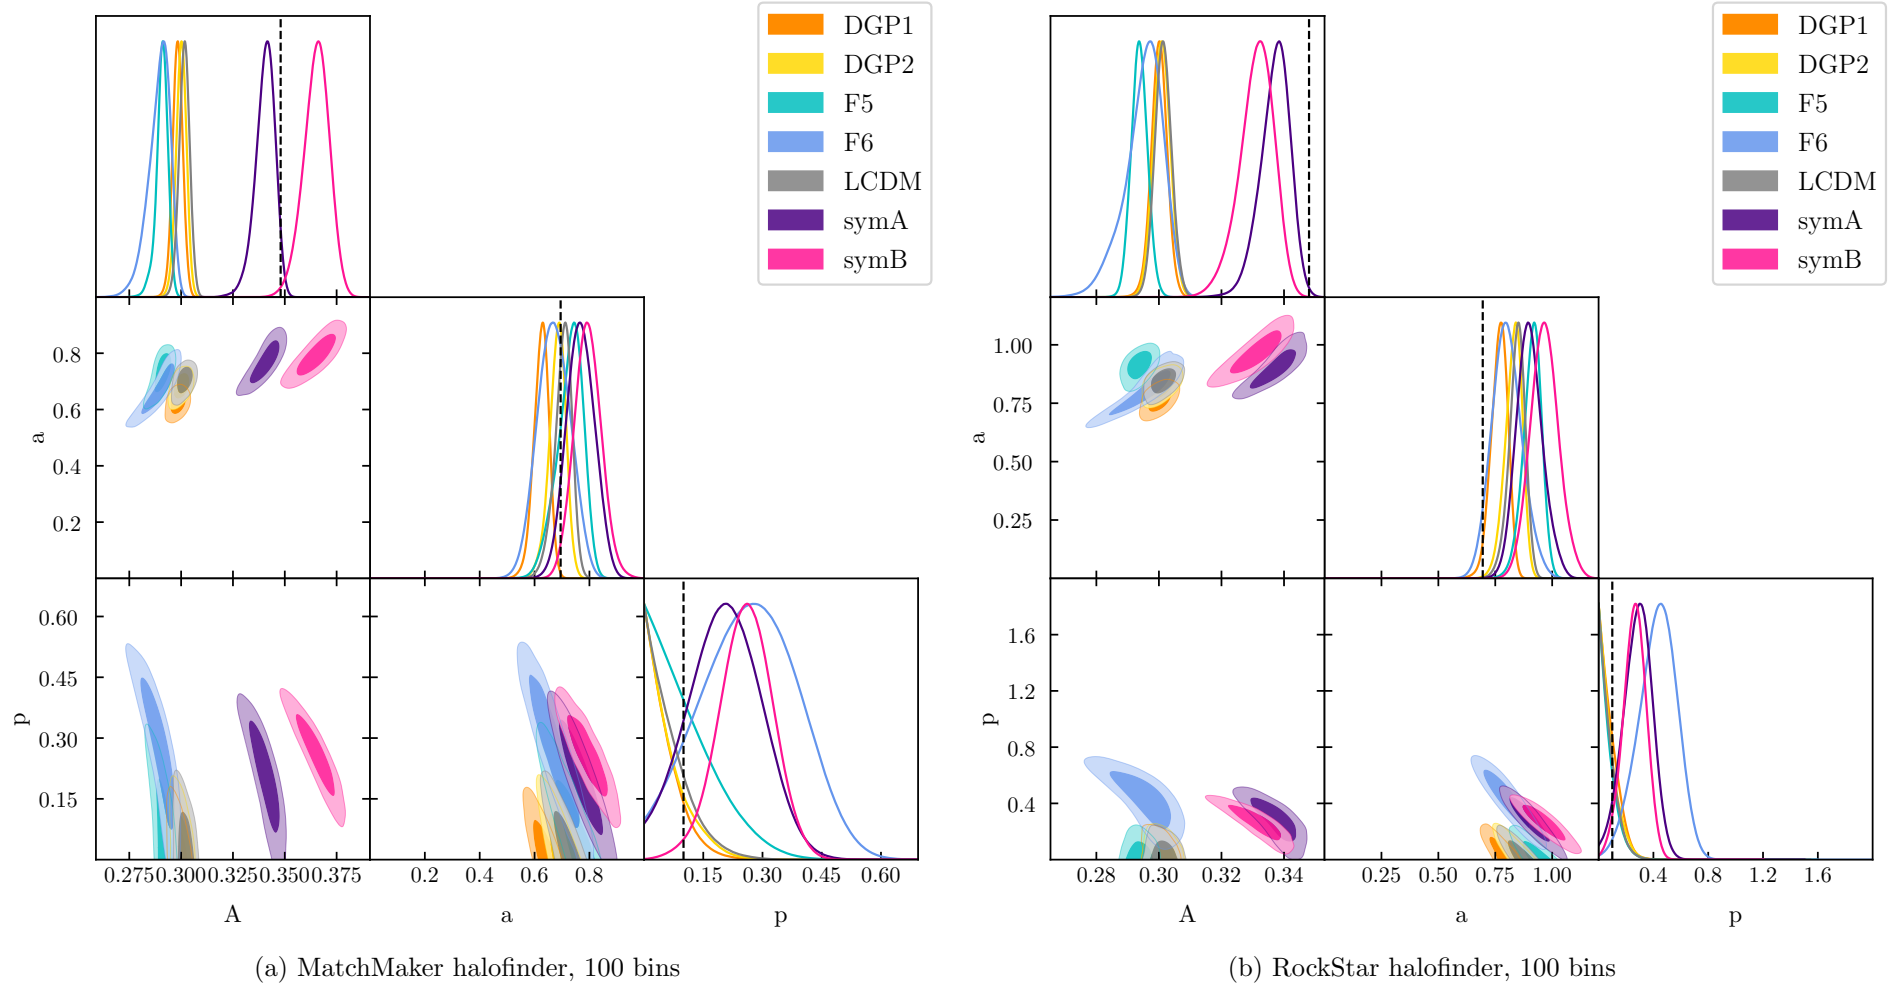 DGP1
DGP2
F5
F6
LCDM
symA
symB
0.8
0.6
0.4
0.2
a
0.60
0.45
0.30
0.15
p
0.275 0.300 0.325 0.350 0.375
A
0.2 0.4 0.6 0.8
a
0.15 0.30 0.45 0.60
p
(a) MatchMaker halofinder, 100 bins
DGP1
DGP2
F5
F6
LCDM
symA
symB
1.00
0.75
0.50
0.25
a
1.6
1.2
0.8
0.4
p
0.28 0.30 0.32 0.34
A
0.25 0.50 0.75 1.00
a
0.4 0.8 1.2 1.6
p
(b) RockStar halofinder, 100 bins